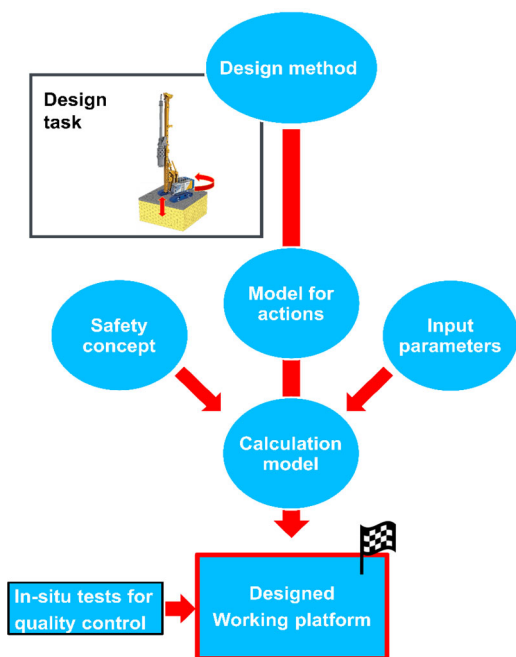 Design method
Design
task
Model for
actions
Safety
concept
Input
parameters
Calculation
model
In-situ tests for
quality control
Designed
Working platform